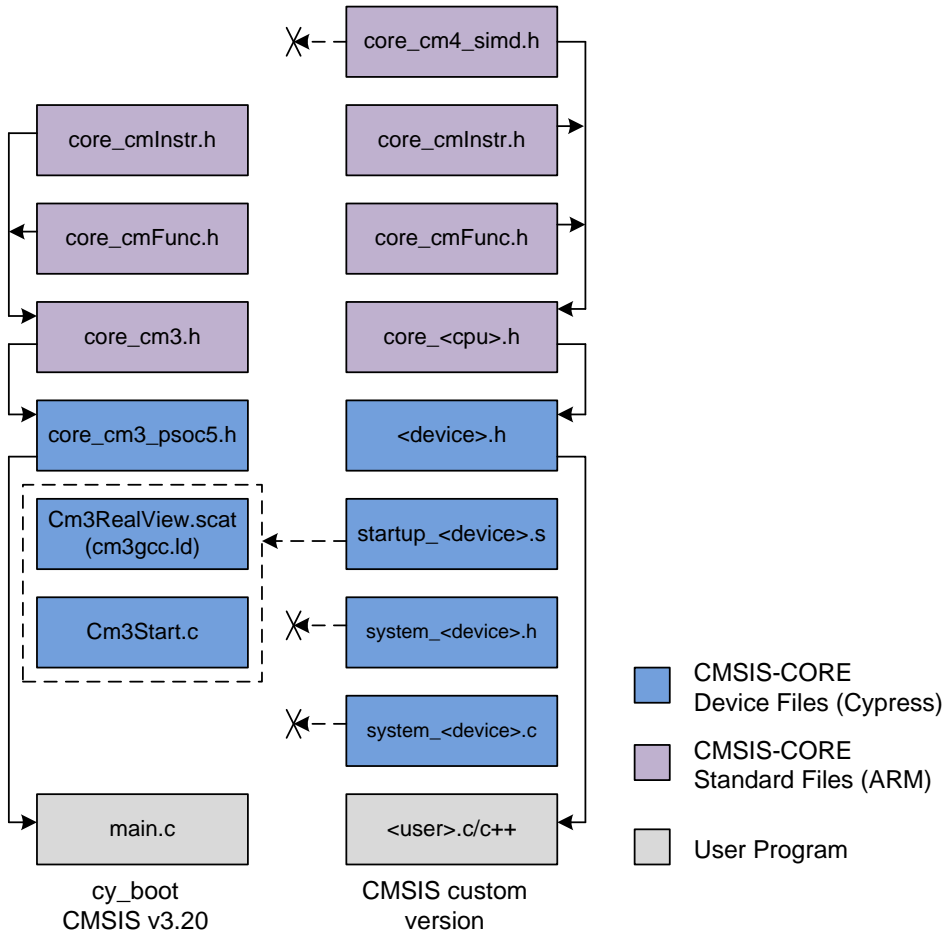 core_cm4_simd.h
core_cmInstr.h
core_cmInstr.h
core_cmFunc.h
core_cmFunc.h
core_cm3.h
core_<cpu>.h
core_cm3_psoc5.h
<device>.h
Cm3RealView.scat
(cm3gcc.ld)
startup_<device>.s
Cm3Start.c
system_<device>.h
system_<device>.c
main.c
<user>.c/c++
cy_boot
CMSIS v3.20
CMSIS custom
version
CMSIS-CORE
Device Files (Cypress)
CMSIS-CORE
Standard Files (ARM)
User Program